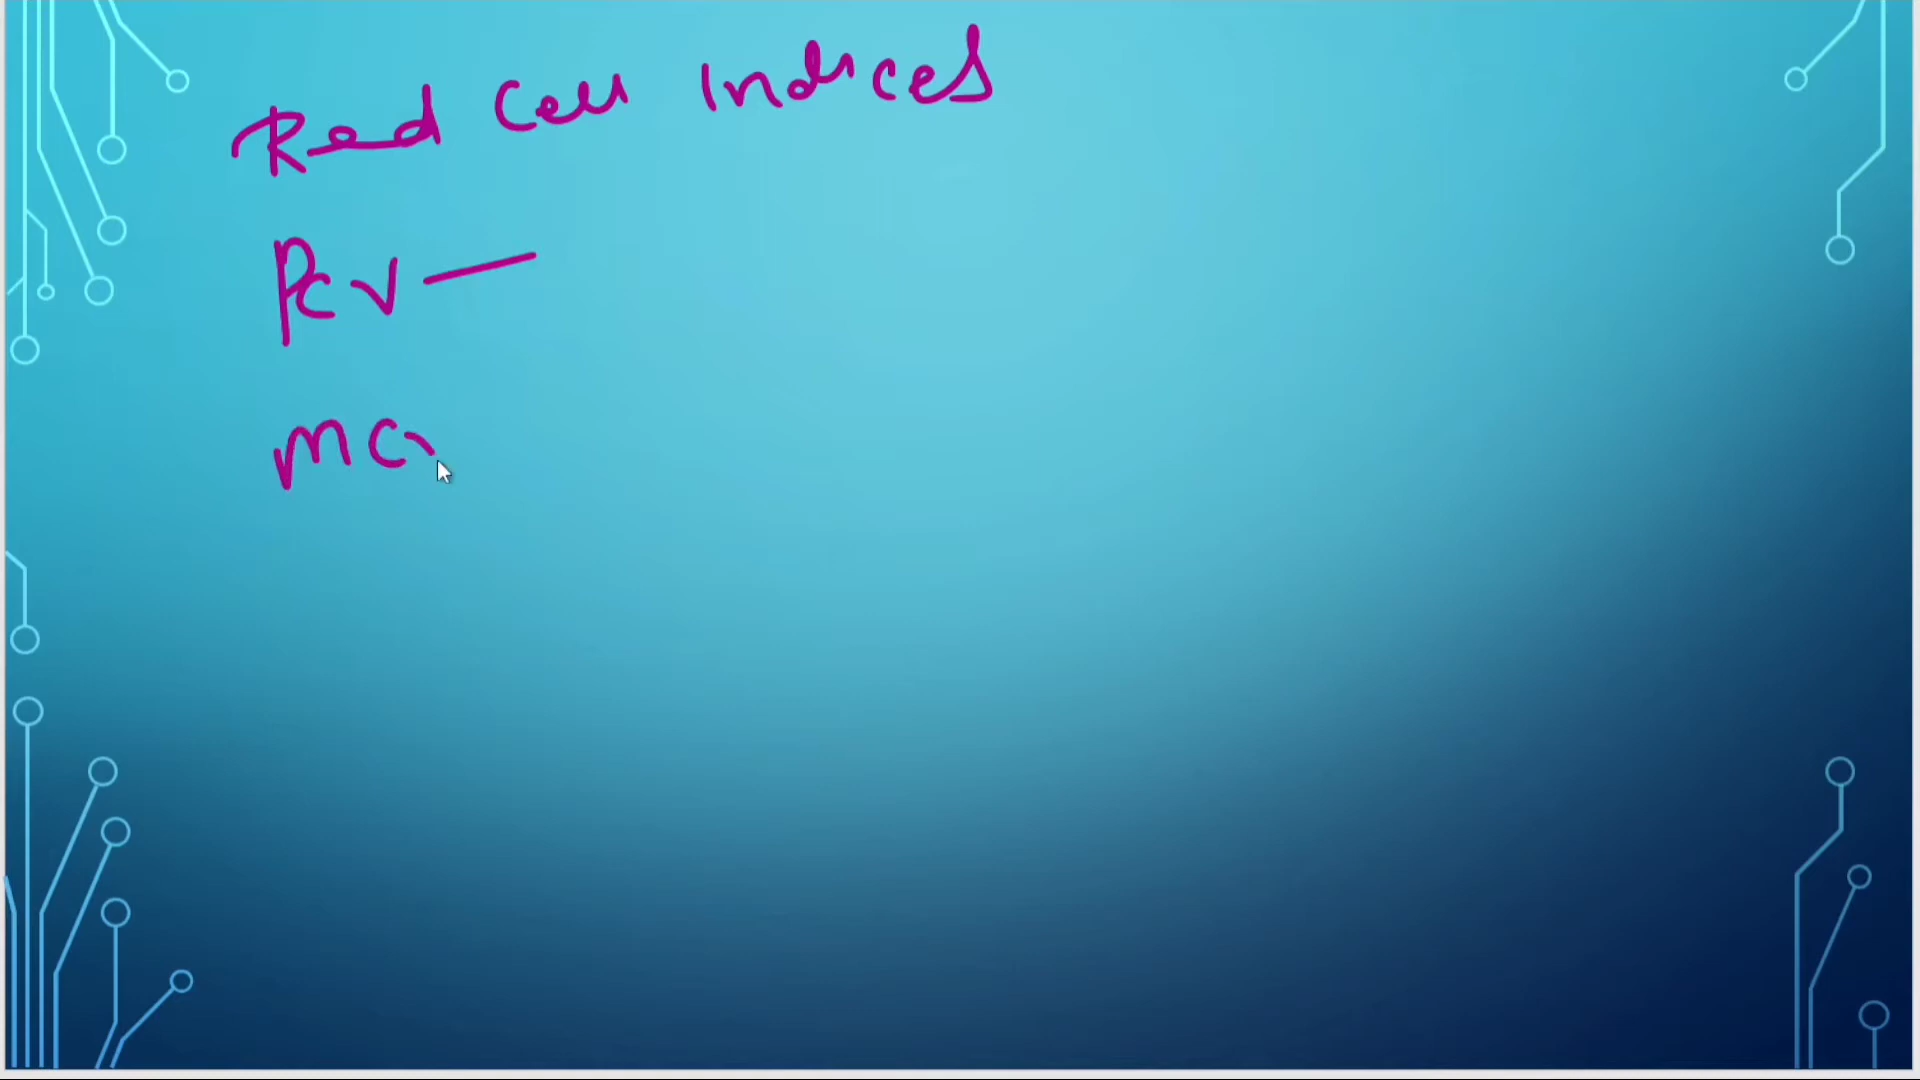 Red Cell Indices
PCV —
MC